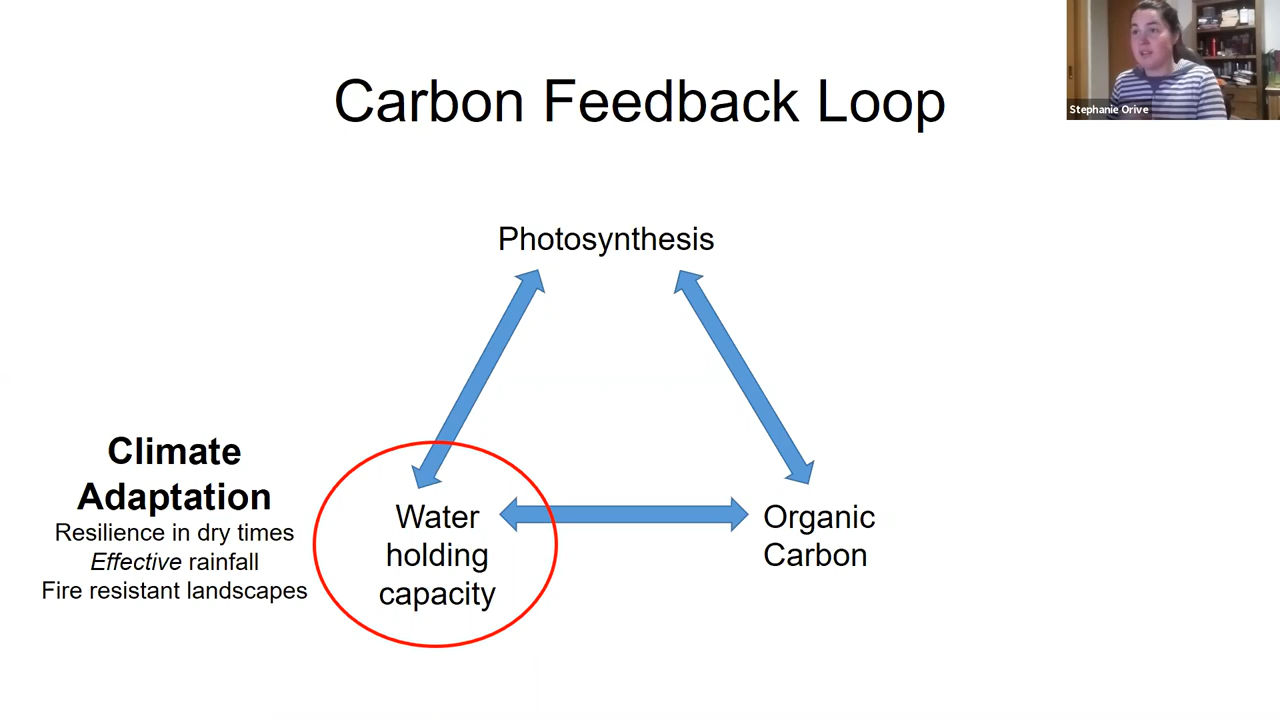 Carbon Feedback Loop
Stephanie Orive
Photosynthesis
Climate
Adaptation
Resilience in dry times
Effective rainfall
Fire resistant landscapes
Water
holding
capacity
Organic
Carbon